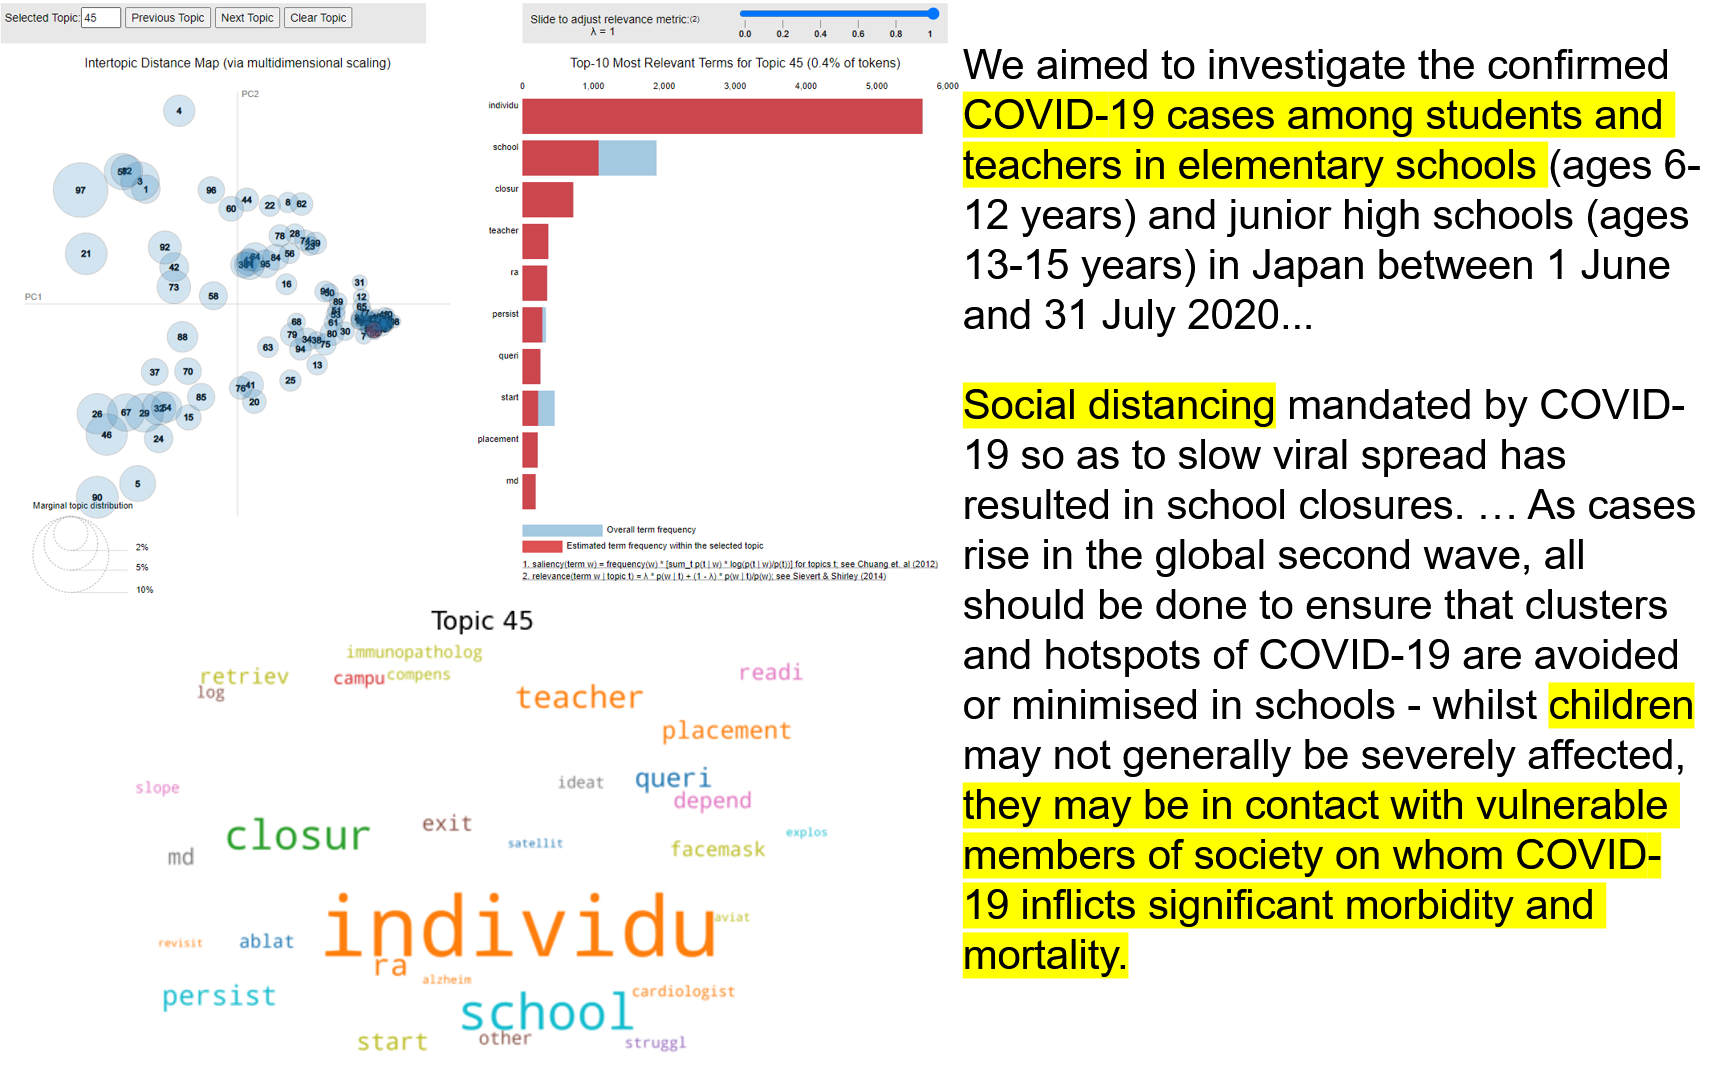 Selected Topic: 45 Previous Topic Next Topic Clear Topic
Slide to adjust relevance metric:(2)
λ = 1
0.0 0.2 0.4 0.6 0.8 1
Intertopic Distance Map (via multidimensional scaling)
PC2
PC1
4
97
3
1
96
60
44
22
8
62
21
92
42
73
58
78
28
56
84
95
16
31
12
89
65
61
80
30
7
68
79
34
38
75
94
63
13
25
88
37
70
76
41
20
85
15
26
67
29
32
54
46
24
5
90
Marginal topic distribution
2%
5%
10%
Top-10 Most Relevant Terms for Topic 45 (0.4% of tokens)
0 1,000 2,000 3,000 4,000 5,000 6,000
individu
school
closur
teacher
ra
persist
queri
start
placement
md
Overall term frequency
Estimated term frequency within the selected topic
1. saliency(term w) = frequency(w) * [sum_t p(t | w) * log(p(t | w)/p(t))] for topics t; see Chuang et. al (2012)
2. relevance(term w | topic t) = λ * p(w | t) + (1 - λ) * p(w | t)/p(w); see Sievert & Shirley (2014)
Topic 45
immunopatholog
retriev
campu
compens
readi
log
teacher
placement
ideat
queri
slope
depend
closur
exit
satellit
explos
md
facemask
individu
aviat
revisit
ablat
ra
alzheim
persist
cardiologist
school
start
other
struggl
We aimed to investigate the confirmed
COVID-19 cases among students and
teachers in elementary schools (ages 6-
12 years) and junior high schools (ages
13-15 years) in Japan between 1 June
and 31 July 2020...
Social distancing mandated by COVID-
19 so as to slow viral spread has
resulted in school closures. … As cases
rise in the global second wave, all
should be done to ensure that clusters
and hotspots of COVID-19 are avoided
or minimised in schools - whilst children
may not generally be severely affected,
they may be in contact with vulnerable
members of society on whom COVID-
19 inflicts significant morbidity and
mortality.